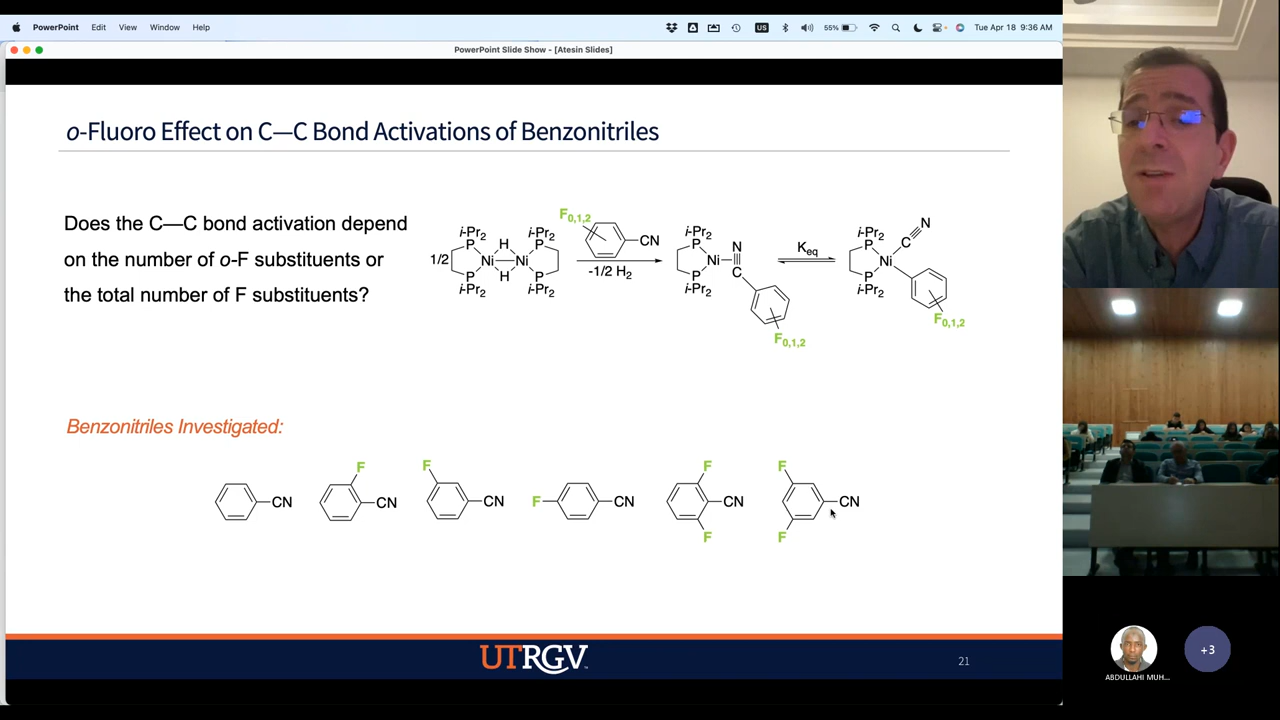 PowerPoint Edit View Window Help US 55% Tue Apr 18 9:36 AM
PowerPoint Slide Show - [Atesin Slides]
o-Fluoro Effect on C—C Bond Activations of Benzonitriles
Does the C—C bond activation depend
on the number of o-F substituents or
the total number of F substituents?
1/2
i-Pr2
P
Ni
P
i-Pr2
H
H
i-Pr2
P
Ni
P
i-Pr2
F0,1,2
CN
-1/2 H2
i-Pr2
P
Ni
P
i-Pr2
N
C
F0,1,2
Keq
i-Pr2
P
Ni
P
i-Pr2
C
N
F0,1,2
Benzonitriles Investigated:
CN
F
CN
F
CN
F
CN
F
CN
F
F
CN
F
UTRGV™
21
ABDULLAHI MUH...
+3